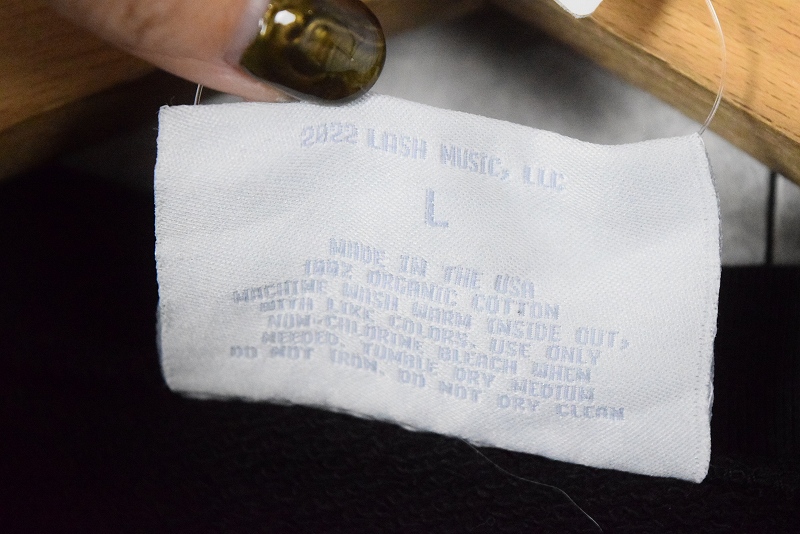 2022 LASH MUSIC, LLC
L
MADE IN THE USA
100% ORGANIC COTTON
MACHINE WASH WARM INSIDE OUT,
WITH LIKE COLORS. USE ONLY
NON-CHLORINE BLEACH WHEN
NEEDED. TUMBLE DRY MEDIUM
DO NOT IRON. DO NOT DRY CLEAN